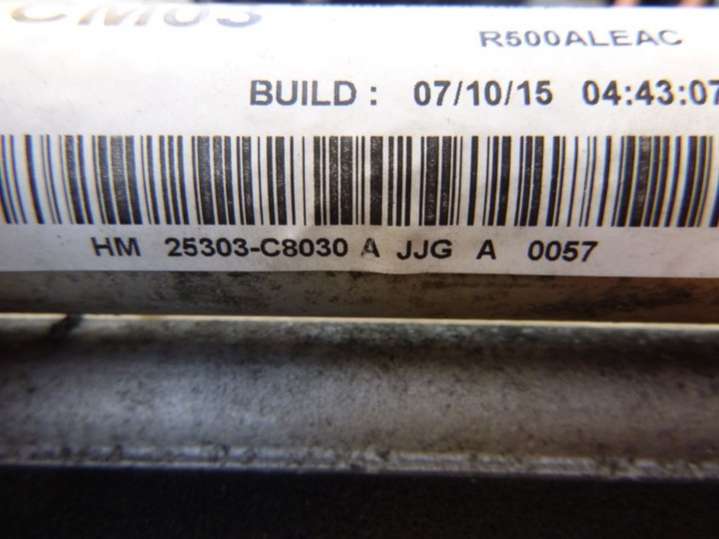 R500ALEAC
BUILD : 07/10/15 04:43:07
HM 25303-C8030 A JJG A 0057